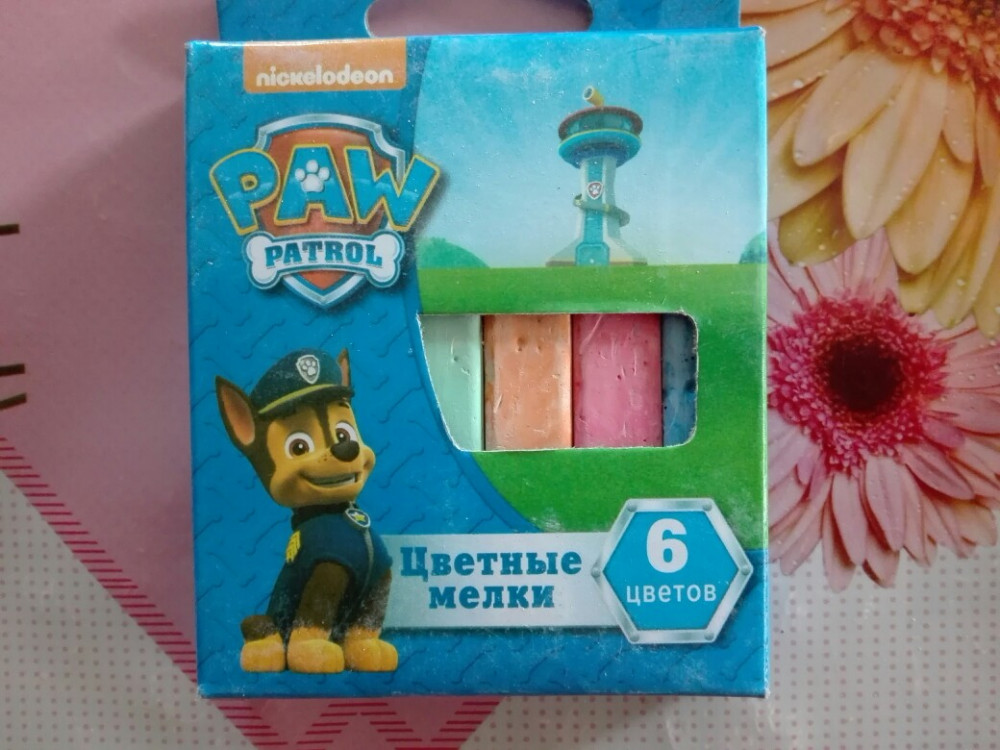 nickelodeon
PAW
PATROL
Цветные
мелки
6
цветов